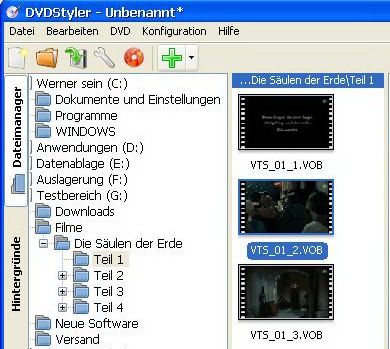 DVDStyler - Unbenannt*
Datei Bearbeiten DVD Konfiguration Hilfe
Dateimanager
Hintergründe
Werner sein (C:)
Dokumente und Einstellungen
Programme
WINDOWS
Anwendungen (D:)
Datenablage (E:)
Auslagerung (F:)
Testbereich (G:)
Downloads
Filme
Die Säulen der Erde
Teil 1
Teil 2
Teil 3
Teil 4
Neue Software
Versand
...Die Säulen der Erde\Teil 1
VTS_01_1.VOB
VTS_01_2.VOB
VTS_01_3.VOB